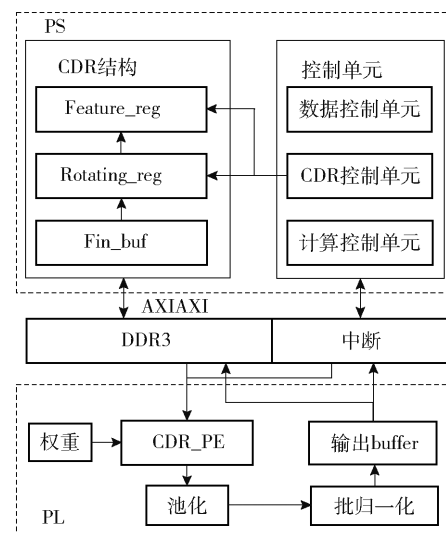 PS
CDR结构
Feature_reg
Rotating_reg
Fin_buf
控制单元
数据控制单元
CDR控制单元
计算控制单元
AXIAXI
DDR3
中断
权重
CDR_PE
输出buffer
池化
批归一化
PL